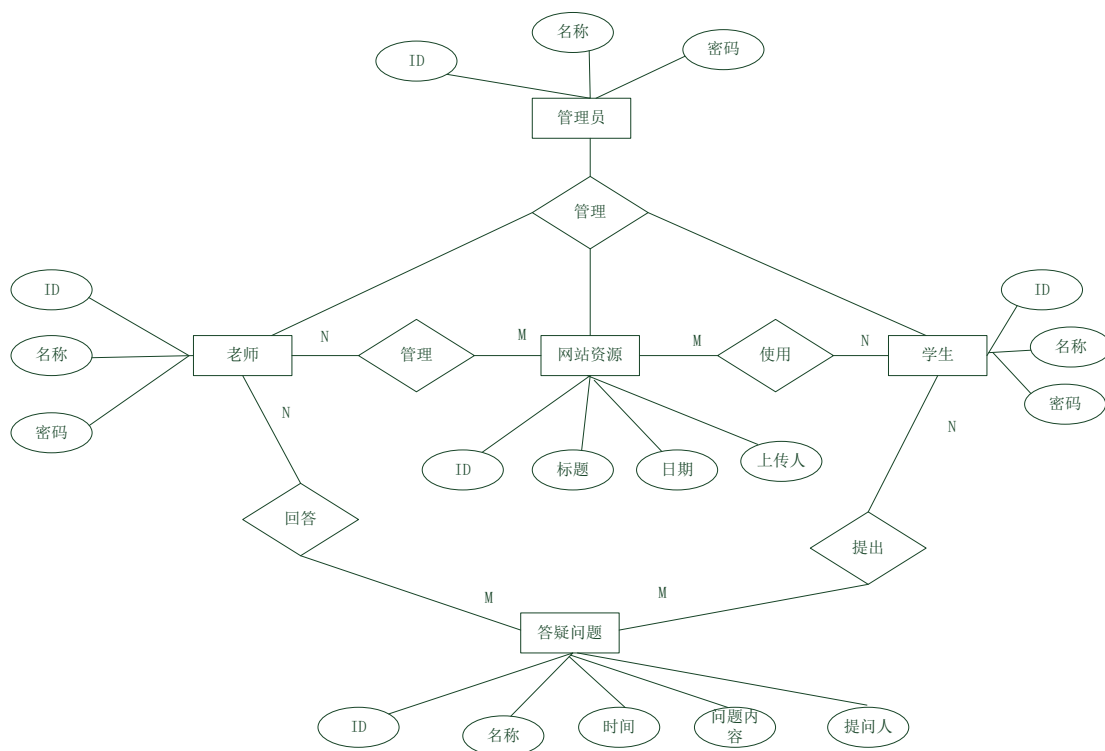 名称
密码
ID
管理员
管理
ID
ID
名称
老师
N
管理
M
网站资源
M
使用
N
学生
名称
密码
密码
N
N
ID
标题
日期
上传人
回答
提出
M
M
答疑问题
ID
名称
时间
问题内
容
提问人